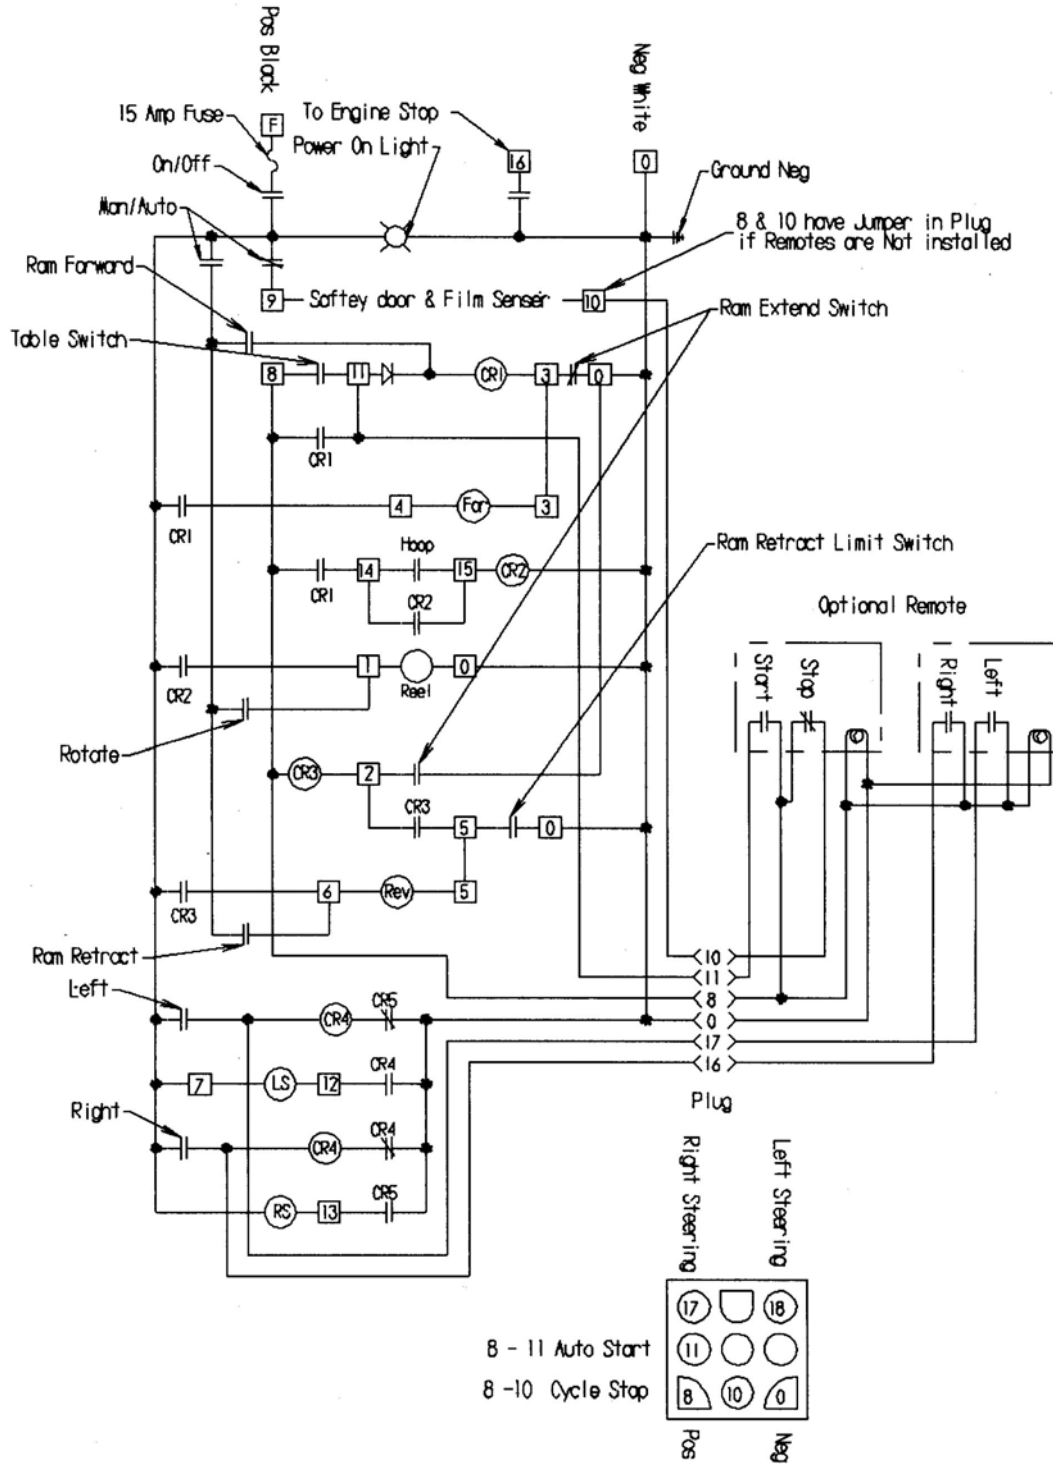 Pos Black
Neg White
15 Amp Fuse
F
To Engine Stop
Power On Light
16
0
On/Off
Ground Neg
Man/Auto
8 & 10 have Jumper in Plug
if Remotes are Not installed
Ram Forward
9
Saftey door & Film Senseir
10
Ram Extend Switch
Table Switch
8
11
CR1
3
0
CR1
4
For
3
CR1
Hoop
Ram Retract Limit Switch
14
15
CR2
CR1
CR2
Optional Remote
Start
Stop
Right
Left
1
0
CR2
Reel
Rotate
CR3
2
CR3
5
0
6
Rev
5
CR3
Ram Retract
10
11
8
0
17
16
Left
CR4
CR5
7
LS
12
CR4
Plug
Right
CR4
CR4
RS
13
CR5
Right Steering
Left Steering
17
18
8 - 11 Auto Start
11
8 -10 Cycle Stop
8
10
0
Pos
Neg